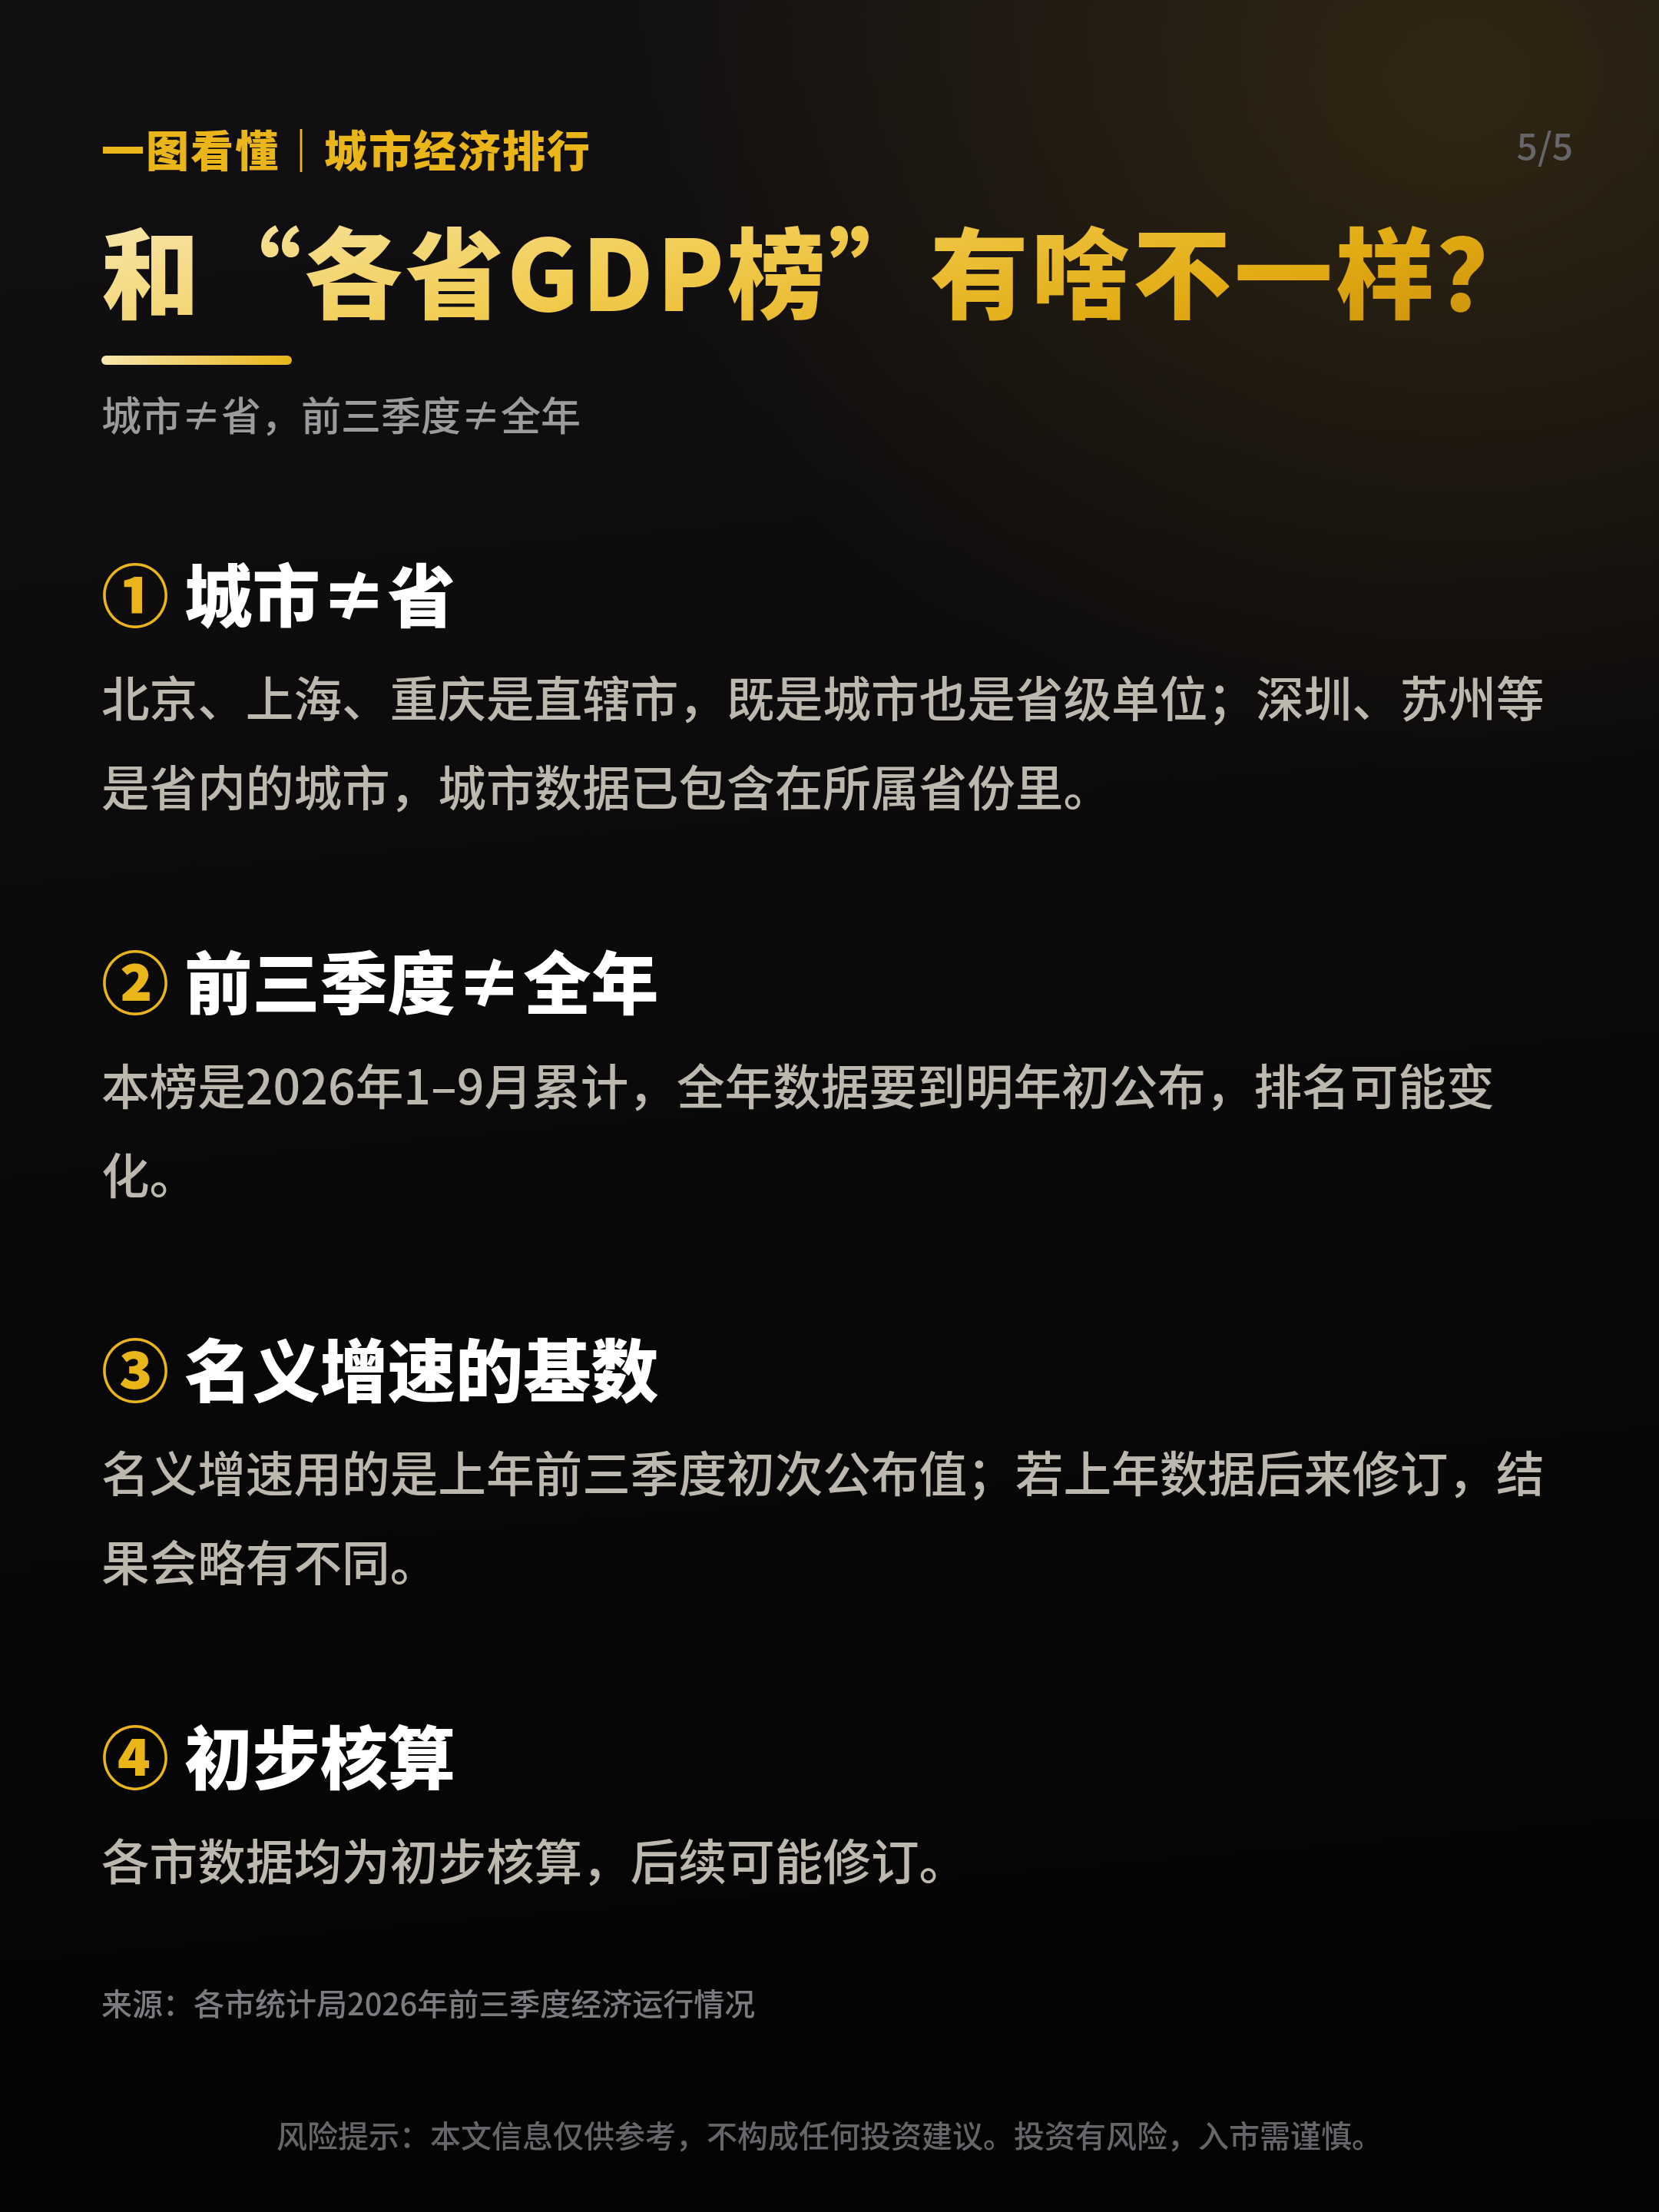 一图看懂｜城市经济排行
5/5
和“各省GDP榜”有啥不一样？
城市≠省，前三季度≠全年
① 城市≠省
北京、上海、重庆是直辖市，既是城市也是省级单位；深圳、苏州等
是省内的城市，城市数据已包含在所属省份里。
② 前三季度≠全年
本榜是2026年1–9月累计，全年数据要到明年初公布，排名可能变
化。
③ 名义增速的基数
名义增速用的是上年前三季度初次公布值；若上年数据后来修订，结
果会略有不同。
④ 初步核算
各市数据均为初步核算，后续可能修订。
来源：各市统计局2026年前三季度经济运行情况
风险提示：本文信息仅供参考，不构成任何投资建议。投资有风险，入市需谨慎。